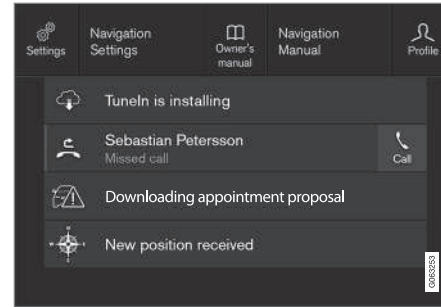 Settings
Navigation
Settings
Owner's
manual
Navigation
Manual
Profile
TuneIn is installing
Sebastian Petersson
Missed call
Call
Downloading appointment proposal
New position received
G063253